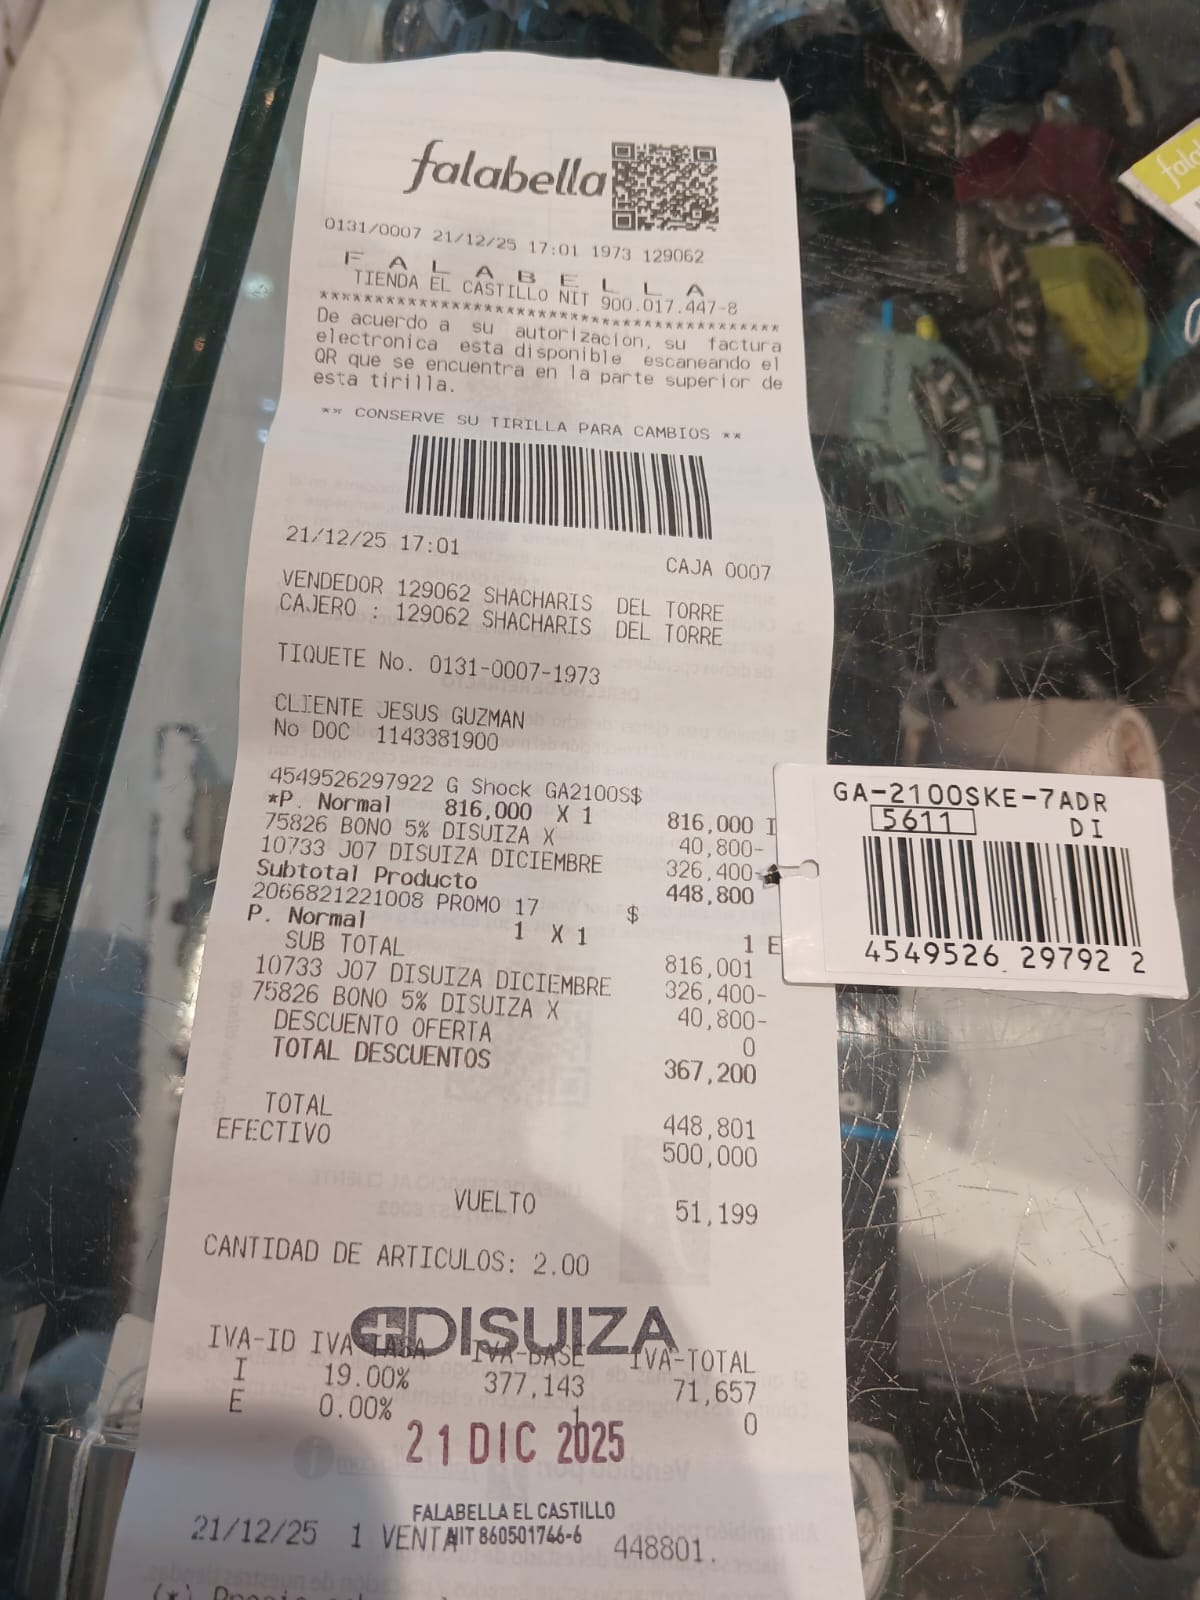 falabella
0131/0007 21/12/25 17:01 1973 129062
F A L A B E L L A
TIENDA EL CASTILLO NIT 900.017.447-8
****************************************
De acuerdo a su autorizacion, su factura
electronica esta disponible escaneando el
QR que se encuentra en la parte superior de
esta tirilla.
** CONSERVE SU TIRILLA PARA CAMBIOS **
21/12/25 17:01 CAJA 0007
VENDEDOR 129062 SHACHARIS DEL TORRE
CAJERO : 129062 SHACHARIS DEL TORRE
TIQUETE No. 0131-0007-1973
CLIENTE JESUS GUZMAN
No DOC 1143381900
4549526297922 G Shock GA2100S$
*P. Normal 816,000 X 1 816,000 I
75826 BONO 5% DISUIZA X 40,800-
10733 J07 DISUIZA DICIEMBRE 326,400-
Subtotal Producto 448,800
2066821221008 PROMO 17 $
P. Normal 1 X 1 1 E
SUB TOTAL 816,001
10733 J07 DISUIZA DICIEMBRE 326,400-
75826 BONO 5% DISUIZA X 40,800-
DESCUENTO OFERTA 0
TOTAL DESCUENTOS 367,200
TOTAL 448,801
EFECTIVO 500,000
VUELTO 51,199
CANTIDAD DE ARTICULOS: 2.00
DISUIZA
IVA-ID IVA TASA IVA-BASE IVA-TOTAL
I 19.00% 377,143 71,657
E 0.00% 1 0
21 DIC 2025
FALABELLA EL CASTILLO
NIT 860501746-6
21/12/25 1 VENTA 448801.
GA-2100SKE-7ADR
5611 DI
4549526 29792 2